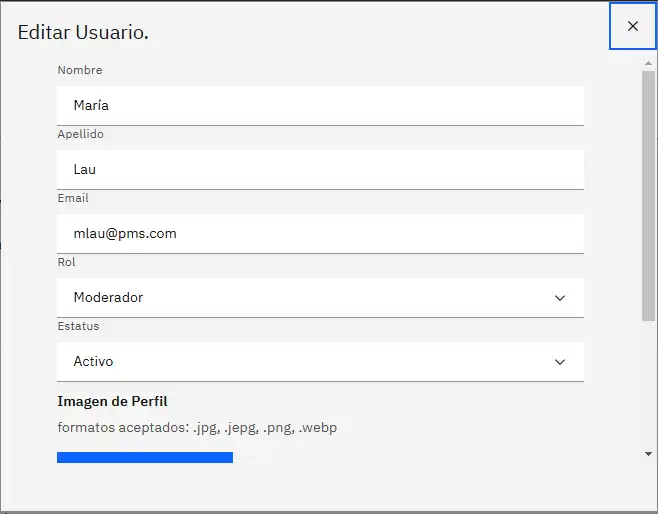 Editar Usuario.
Nombre
María
Apellido
Lau
Email
mlau@pms.com
Rol
Moderador
Estatus
Activo
Imagen de Perfil
formatos aceptados: .jpg, .jepg, .png, .webp